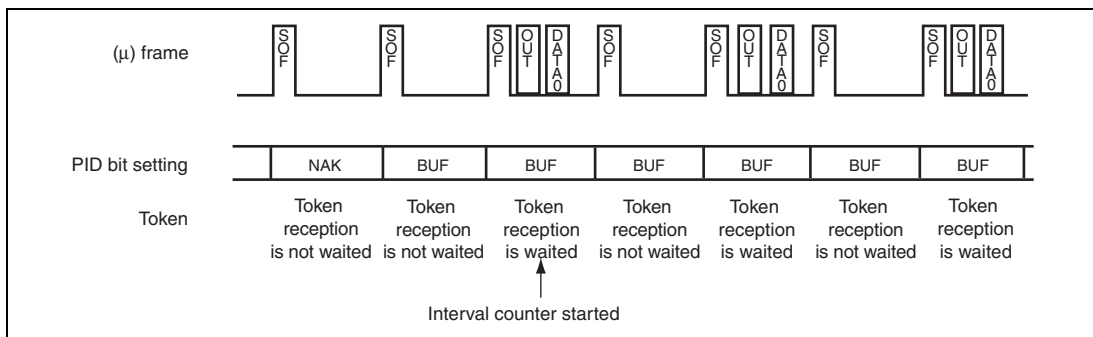 (μ) frame
SOF SOF SOF OUT DATA0 SOF SOF OUT DATA0 SOF SOF OUT DATA0
PID bit setting
NAK BUF BUF BUF BUF BUF BUF
Token
Token reception is not waited
Token reception is not waited
Token reception is waited
Token reception is not waited
Token reception is waited
Token reception is not waited
Token reception is waited
Interval counter started